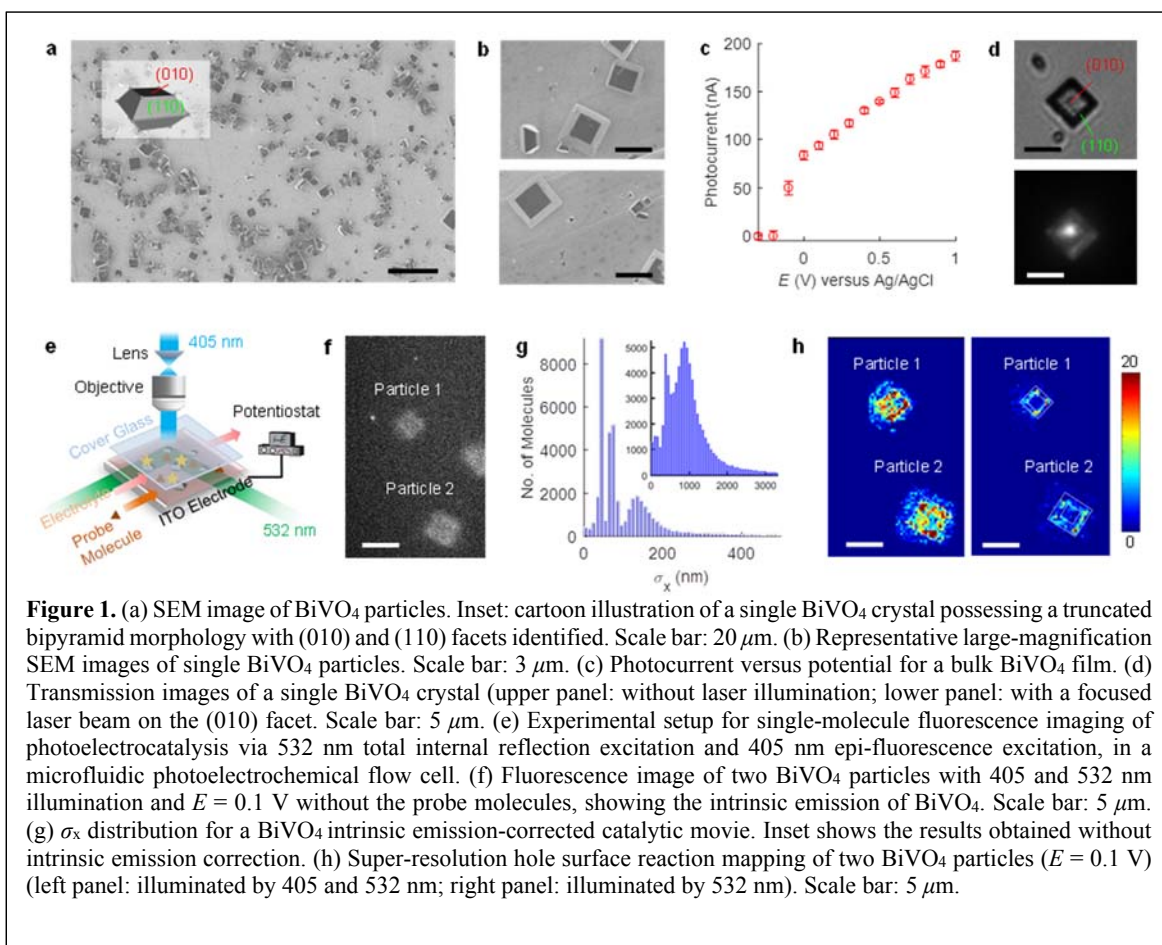 a
(010)
(110)
b
c
200
150
100
50
0
Photocurrent (nA)
0
0.5
1
E (V) versus Ag/AgCl
d
(010)
(110)
e
405 nm
Lens
Objective
Potentiostat
Cover Glass
Electrolyte
Probe
Molecule
ITO Electrode
532 nm
f
Particle 1
Particle 2
g
No. of Molecules
8000
6000
4000
2000
0
0
200
400
σx (nm)
5000
4000
3000
2000
1000
0
0
1000
2000
3000
h
Particle 1
Particle 2
Particle 1
Particle 2
20
0
Figure 1. (a) SEM image of BiVO4 particles. Inset: cartoon illustration of a single BiVO4 crystal possessing a truncated
bipyramid morphology with (010) and (110) facets identified. Scale bar: 20 μm. (b) Representative large-magnification
SEM images of single BiVO4 particles. Scale bar: 3 μm. (c) Photocurrent versus potential for a bulk BiVO4 film. (d)
Transmission images of a single BiVO4 crystal (upper panel: without laser illumination; lower panel: with a focused
laser beam on the (010) facet. Scale bar: 5 μm. (e) Experimental setup for single-molecule fluorescence imaging of
photoelectrocatalysis via 532 nm total internal reflection excitation and 405 nm epi-fluorescence excitation, in a
microfluidic photoelectrochemical flow cell. (f) Fluorescence image of two BiVO4 particles with 405 and 532 nm
illumination and E = 0.1 V without the probe molecules, showing the intrinsic emission of BiVO4. Scale bar: 5 μm.
(g) σx distribution for a BiVO4 intrinsic emission-corrected catalytic movie. Inset shows the results obtained without
intrinsic emission correction. (h) Super-resolution hole surface reaction mapping of two BiVO4 particles (E = 0.1 V)
(left panel: illuminated by 405 and 532 nm; right panel: illuminated by 532 nm). Scale bar: 5 μm.